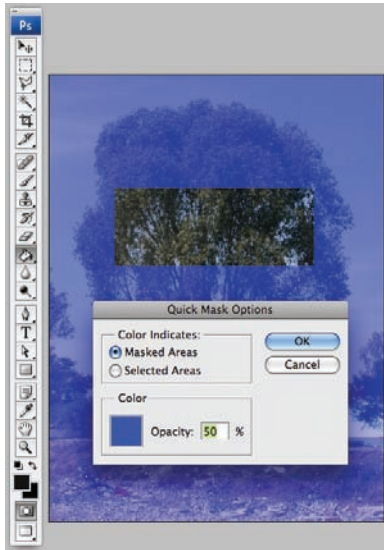 Ps
T
Quick Mask Options
Color Indicates:
Masked Areas
Selected Areas
OK
Cancel
Color
Opacity: 50 %